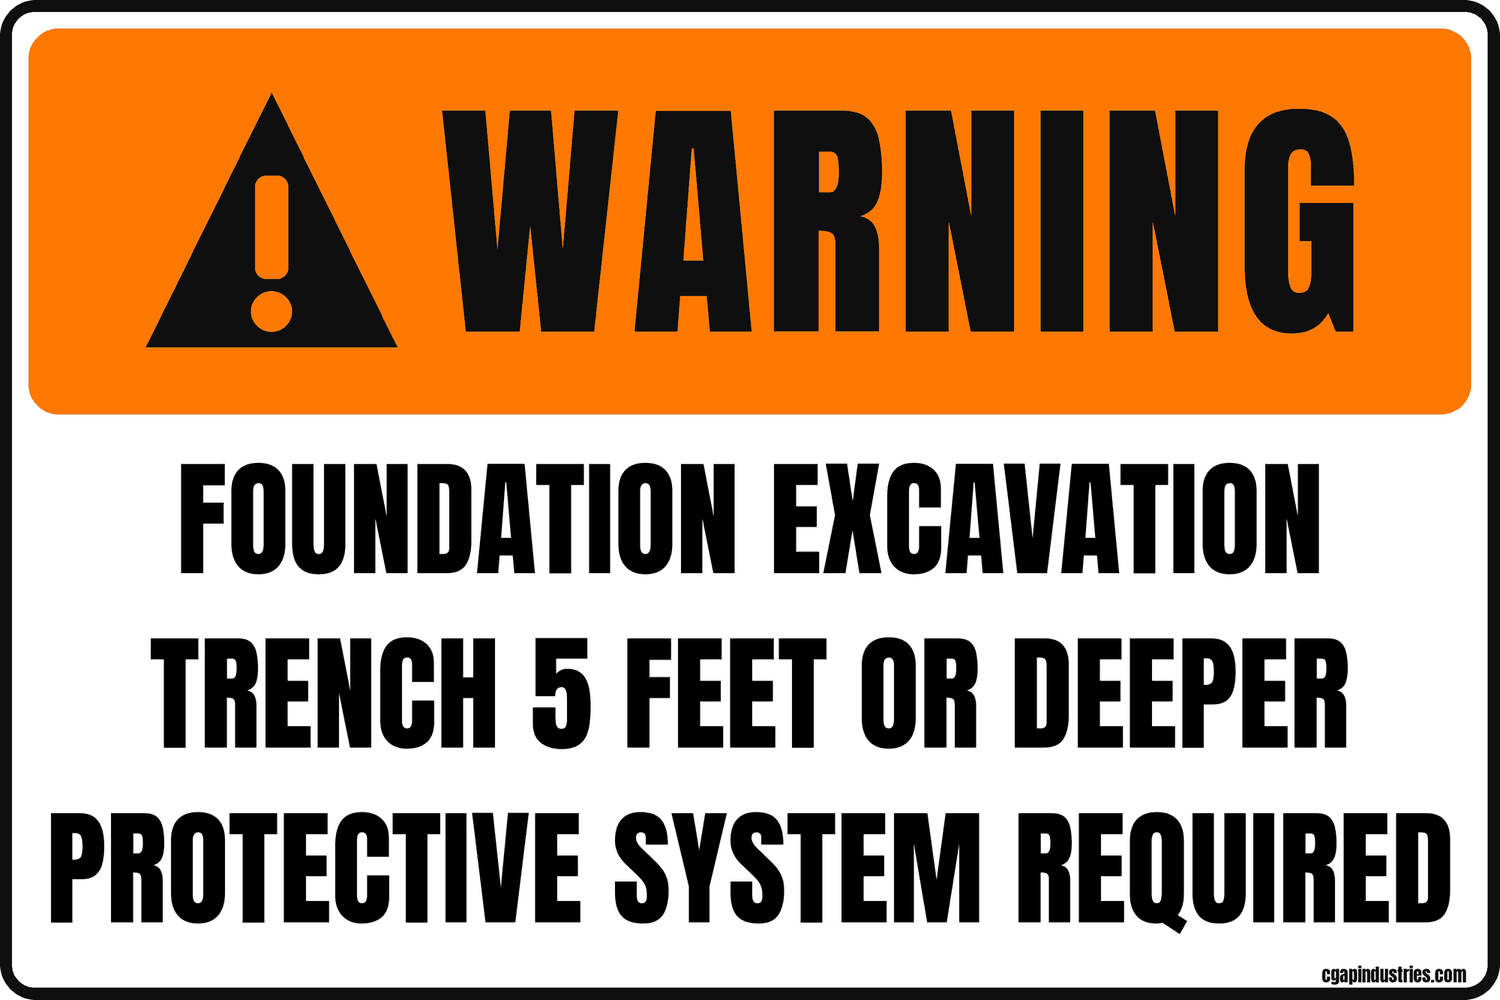 WARNING
FOUNDATION EXCAVATION
TRENCH 5 FEET OR DEEPER
PROTECTIVE SYSTEM REQUIRED
cgapindustries.com